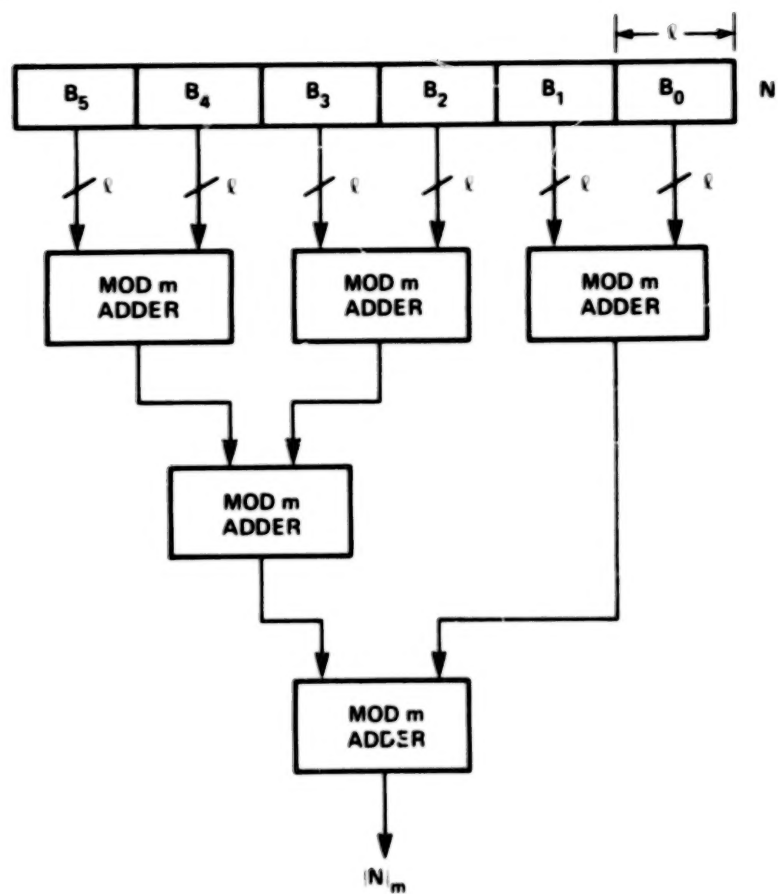 ℓ
B₅ B₄ B₃ B₂ B₁ B₀ N
ℓ ℓ ℓ ℓ ℓ ℓ
MOD m
ADDER
MOD m
ADDER
MOD m
ADDER
MOD m
ADDER
MOD m
ADDER
|N|ₘ